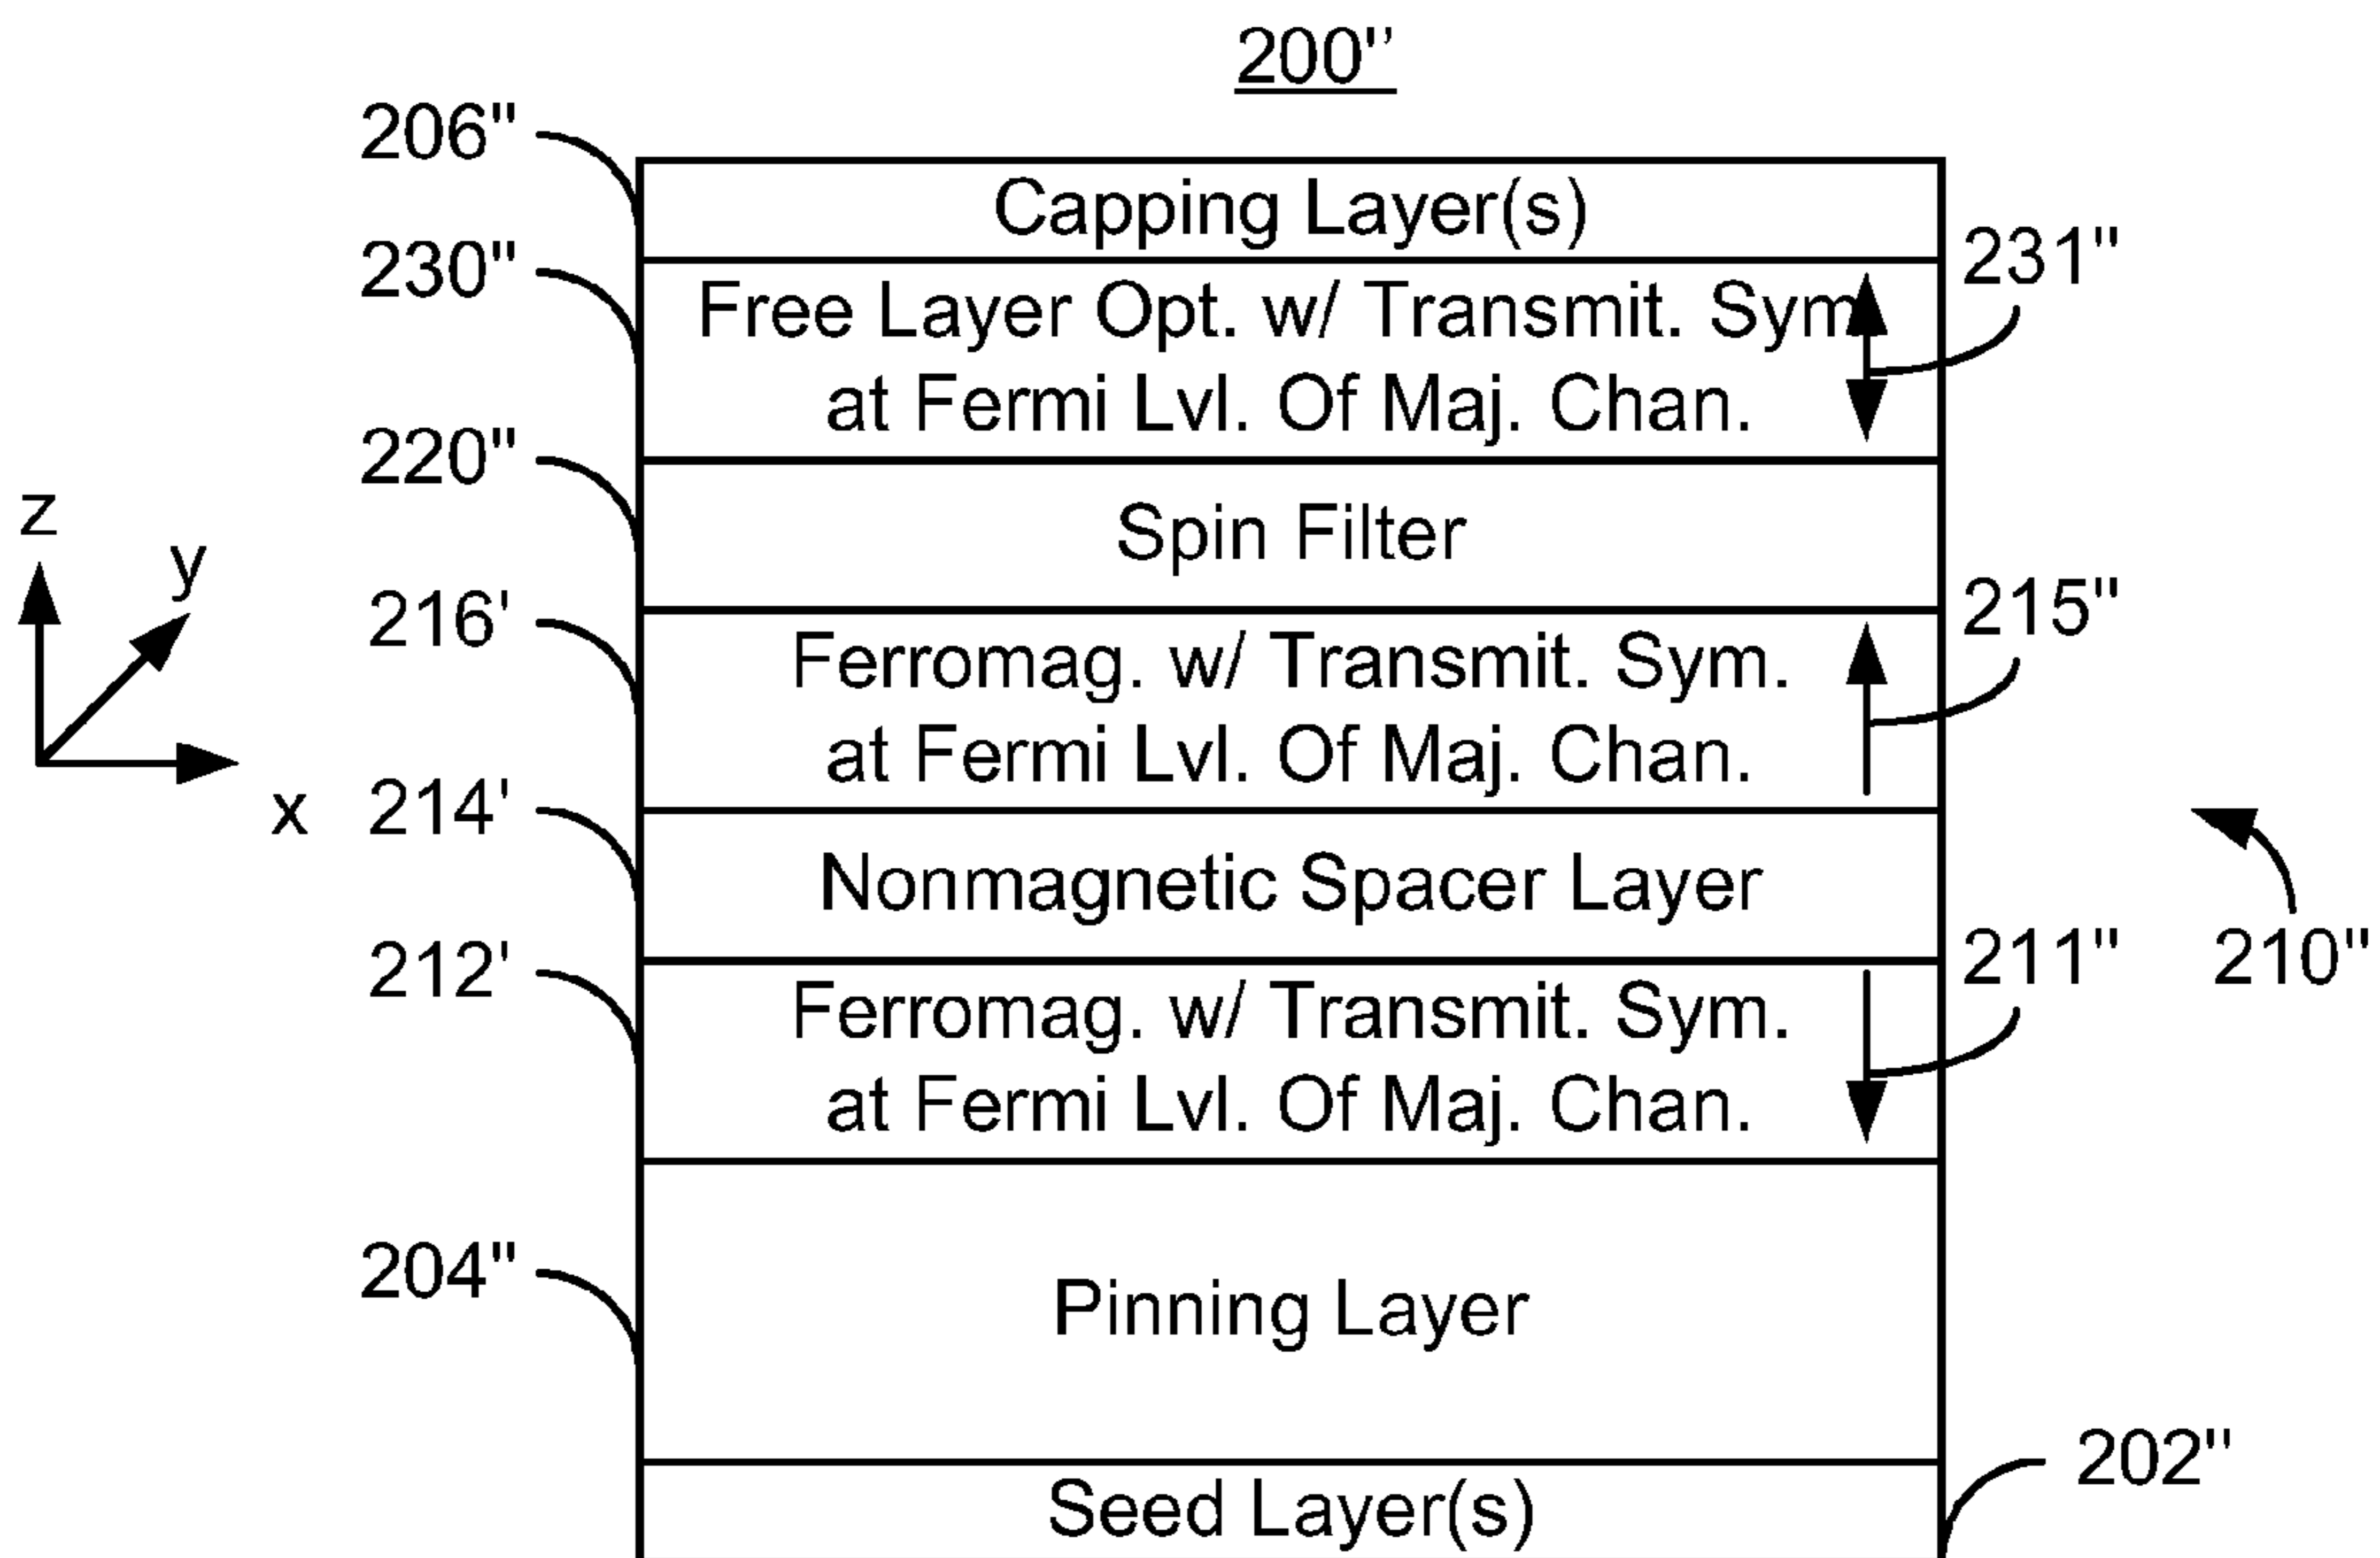 200"
206"
Capping Layer(s)
230"
231"
Free Layer Opt. w/ Transmit. Sym
at Fermi Lvl. Of Maj. Chan.
220"
Spin Filter
z
y
x
216'
215"
Ferromag. w/ Transmit. Sym.
at Fermi Lvl. Of Maj. Chan.
214'
Nonmagnetic Spacer Layer
210"
212'
211"
Ferromag. w/ Transmit. Sym.
at Fermi Lvl. Of Maj. Chan.
204"
Pinning Layer
202"
Seed Layer(s)